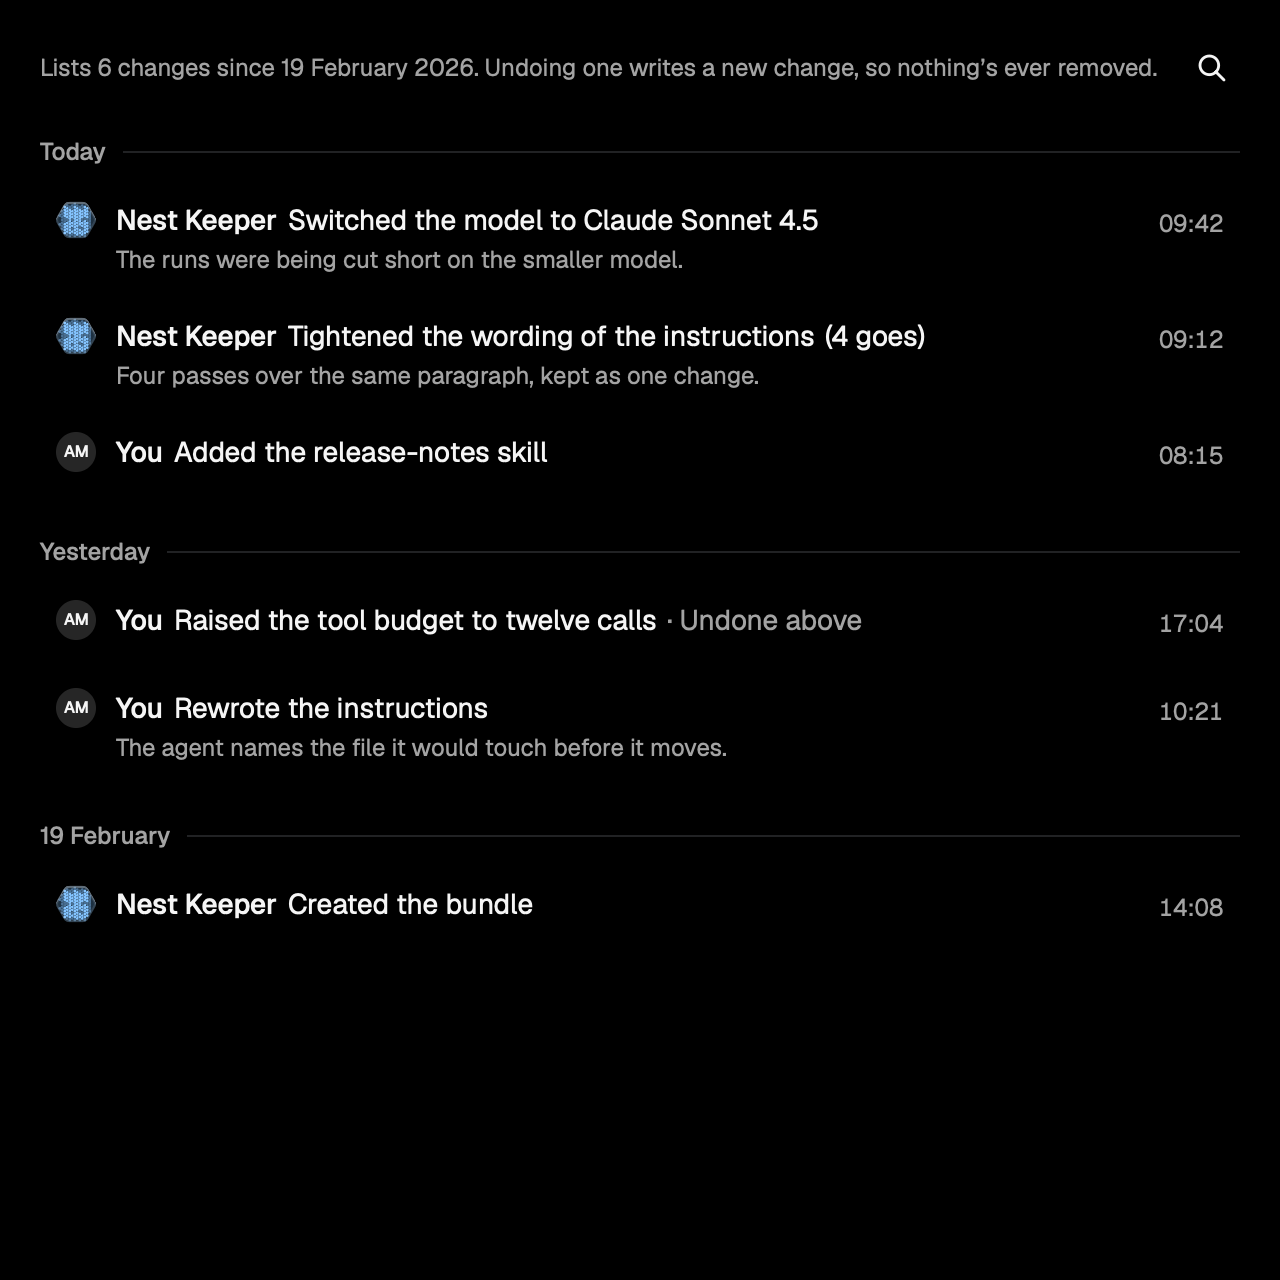 Lists 6 changes since 19 February 2026. Undoing one writes a new change, so nothing’s ever removed.
Today
Nest Keeper Switched the model to Claude Sonnet 4.5 09:42
The runs were being cut short on the smaller model.
Nest Keeper Tightened the wording of the instructions (4 goes) 09:12
Four passes over the same paragraph, kept as one change.
AM You Added the release-notes skill 08:15
Yesterday
AM You Raised the tool budget to twelve calls · Undone above 17:04
AM You Rewrote the instructions 10:21
The agent names the file it would touch before it moves.
19 February
Nest Keeper Created the bundle 14:08